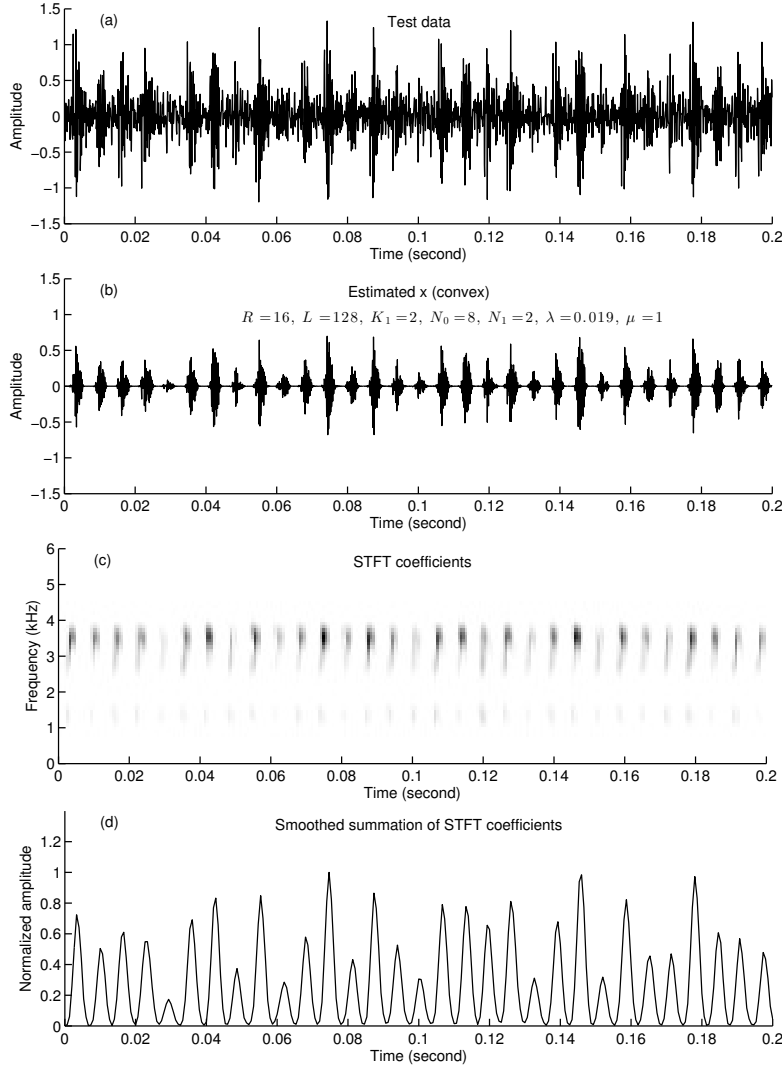 (a)
Test data
1.5
1
0.5
0
−0.5
−1
−1.5
Amplitude
0 0.02 0.04 0.06 0.08 0.1 0.12 0.14 0.16 0.18 0.2
Time (second)
(b)
Estimated x (convex)
R =16, L =128, K₁ =2, N₀ =8, N₁ =2, λ =0.019, μ =1
1.5
1
0.5
0
−0.5
−1
−1.5
Amplitude
0 0.02 0.04 0.06 0.08 0.1 0.12 0.14 0.16 0.18 0.2
Time (second)
(c)
STFT coefficients
6
5
4
3
2
1
0
Frequency (kHz)
0 0.02 0.04 0.06 0.08 0.1 0.12 0.14 0.16 0.18 0.2
Time (second)
(d)
Smoothed summation of STFT coefficients
1.2
1
0.8
0.6
0.4
0.2
0
Normalized amplitude
0 0.02 0.04 0.06 0.08 0.1 0.12 0.14 0.16 0.18 0.2
Time (second)